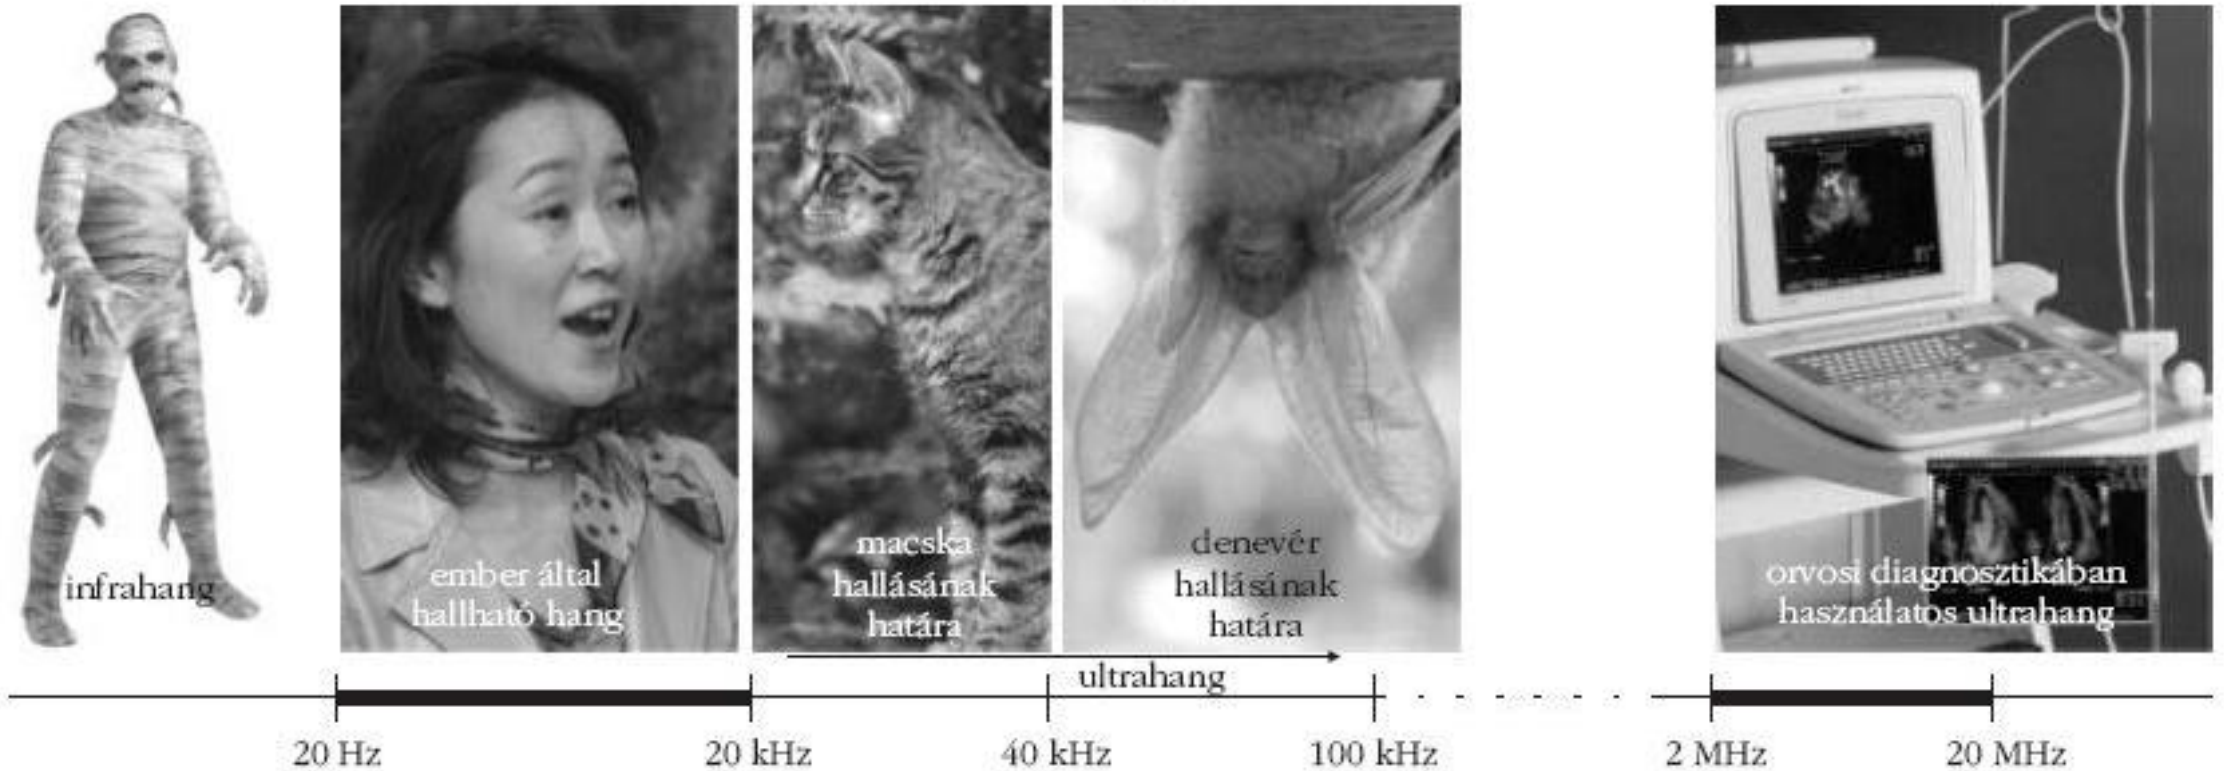 infrahang
ember által
hallható hang
macska
hallásának
határa
denevér
hallásának
határa
orvosi diagnosztikában
használatos ultrahang
ultrahang
20 Hz
20 kHz
40 kHz
100 kHz
2 MHz
20 MHz